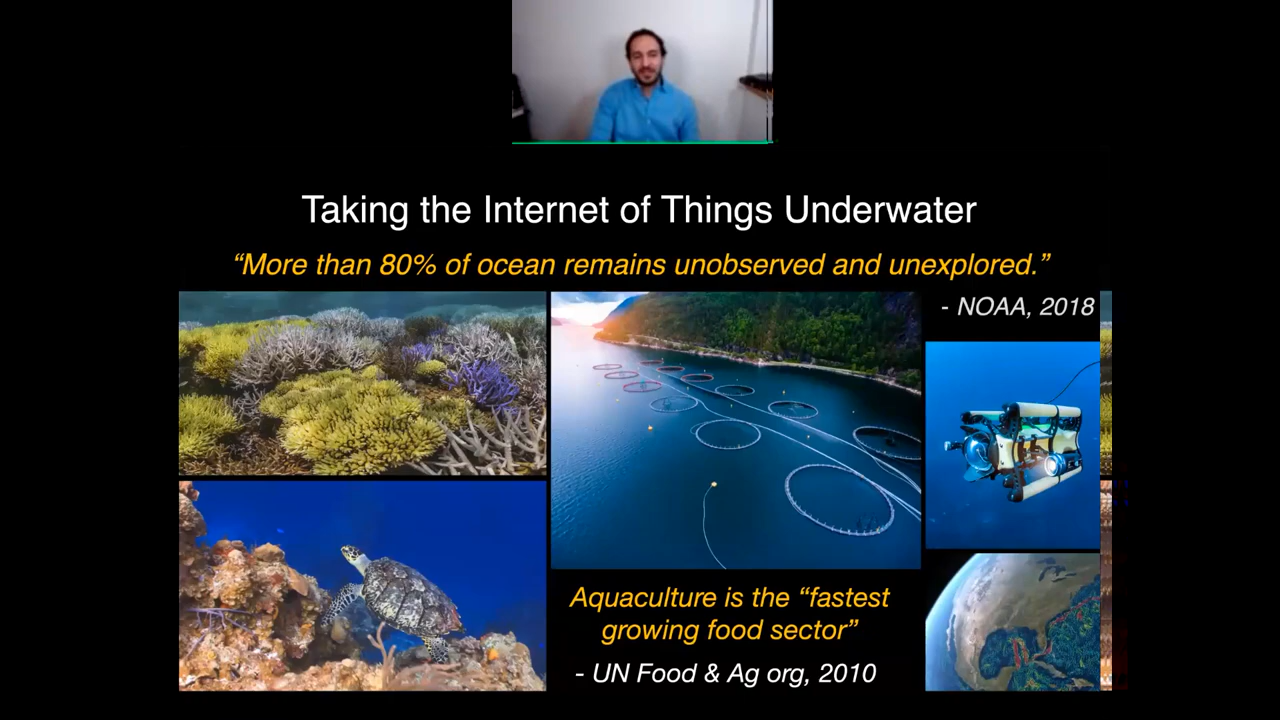 Taking the Internet of Things Underwater
“More than 80% of ocean remains unobserved and unexplored.”
- NOAA, 2018
Aquaculture is the “fastest
growing food sector”
- UN Food & Ag org, 2010